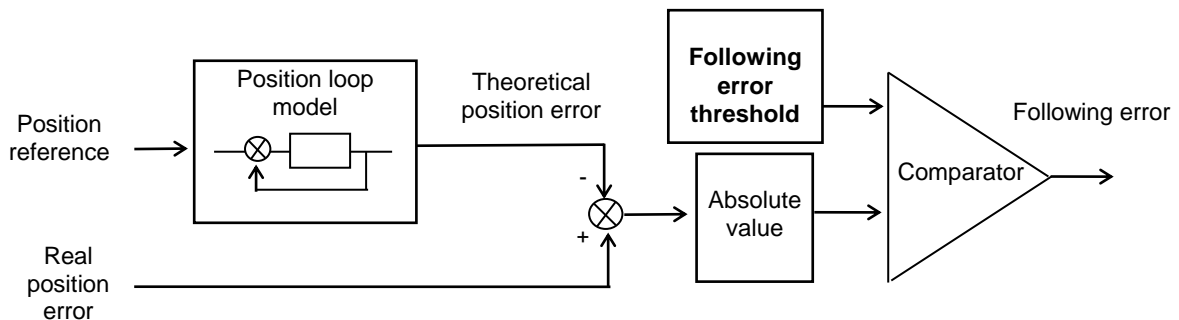 Position
reference
Position loop
model
Theoretical
position error
-
+
Real
position
error
Following
error
threshold
Absolute
value
Comparator
Following error